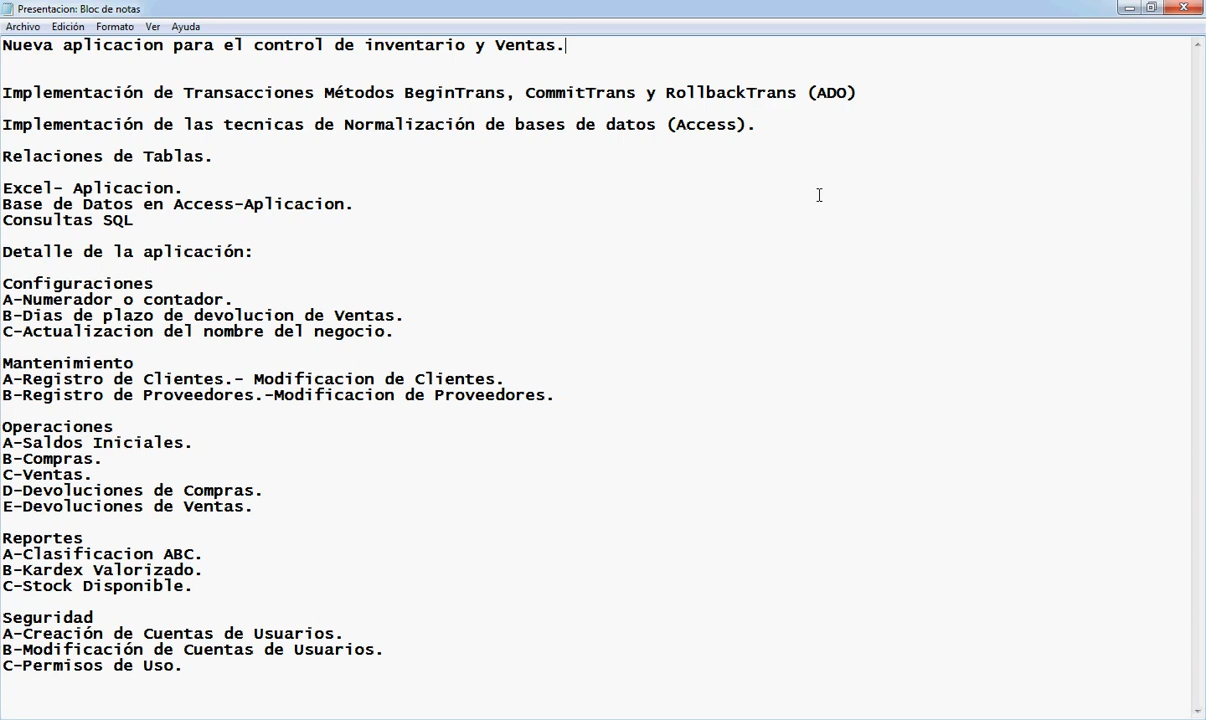 Presentacion: Bloc de notas
Archivo Edición Formato Ver Ayuda
Nueva aplicacion para el control de inventario y Ventas.
Implementación de Transacciones Métodos BeginTrans, CommitTrans y RollbackTrans (ADO)
Implementación de las tecnicas de Normalización de bases de datos (Access).
Relaciones de Tablas.
Excel- Aplicacion.
Base de Datos en Access-Aplicacion.
Consultas SQL
Detalle de la aplicación:
Configuraciones
A-Numerador o contador.
B-Dias de plazo de devolucion de Ventas.
C-Actualizacion del nombre del negocio.
Mantenimiento
A-Registro de Clientes.- Modificacion de Clientes.
B-Registro de Proveedores.-Modificacion de Proveedores.
Operaciones
A-Saldos Iniciales.
B-Compras.
C-Ventas.
D-Devoluciones de Compras.
E-Devoluciones de Ventas.
Reportes
A-Clasificacion ABC.
B-Kardex Valorizado.
C-Stock Disponible.
Seguridad
A-Creación de Cuentas de Usuarios.
B-Modificación de Cuentas de Usuarios.
C-Permisos de Uso.